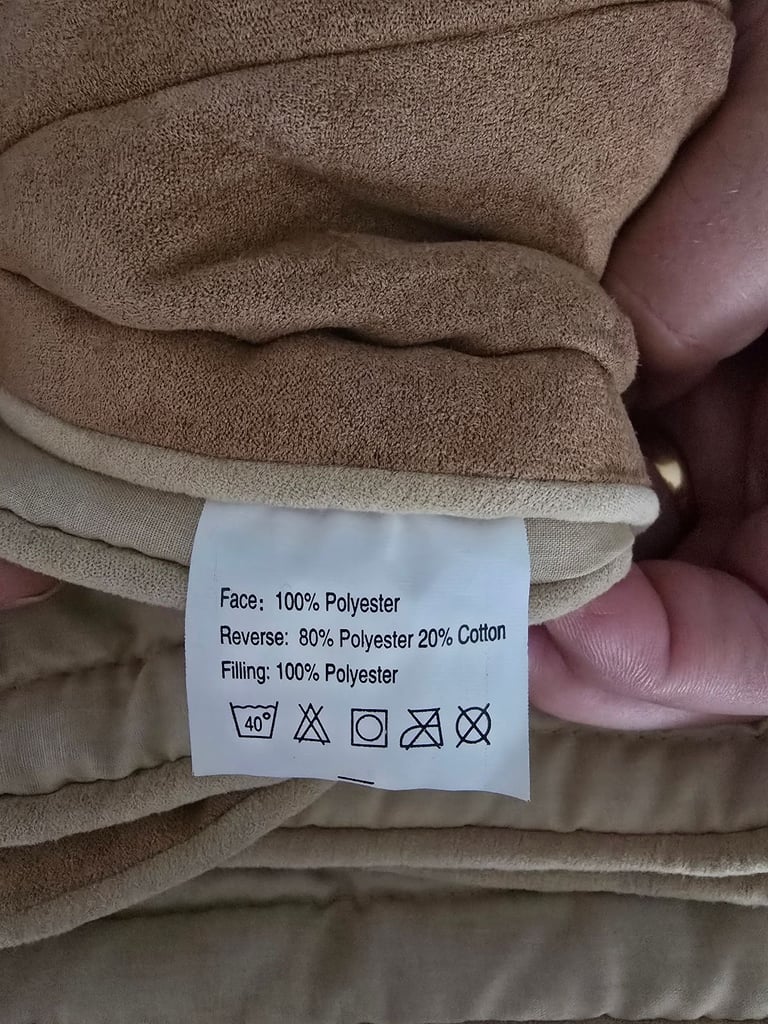 Face: 100% Polyester
Reverse: 80% Polyester 20% Cotton
Filling: 100% Polyester
40°